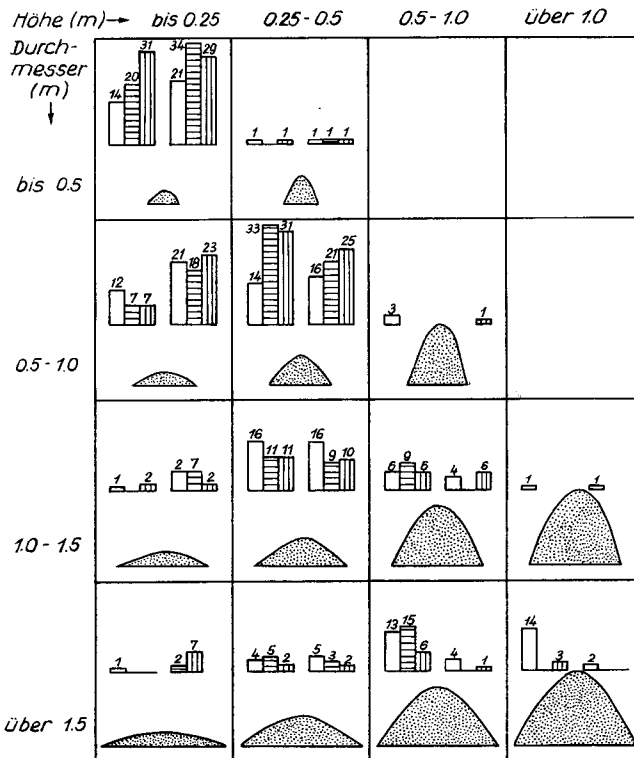 Höhe (m) → bis 0.25 0.25 - 0.5 0.5 - 1.0 über 1.0
Durch-
messer
(m)
↓
14 20 31 21 34 29 1 1 1 1 1
bis 0.5
12 7 7 21 18 23 14 33 31 16 21 25 3 1
0.5 - 1.0
1 2 2 7 2 16 11 11 16 9 10 6 9 6 4 6 1 1
1.0 - 1.5
1 2 7 4 5 2 5 3 2 13 15 6 4 1 14 3 2
über 1.5